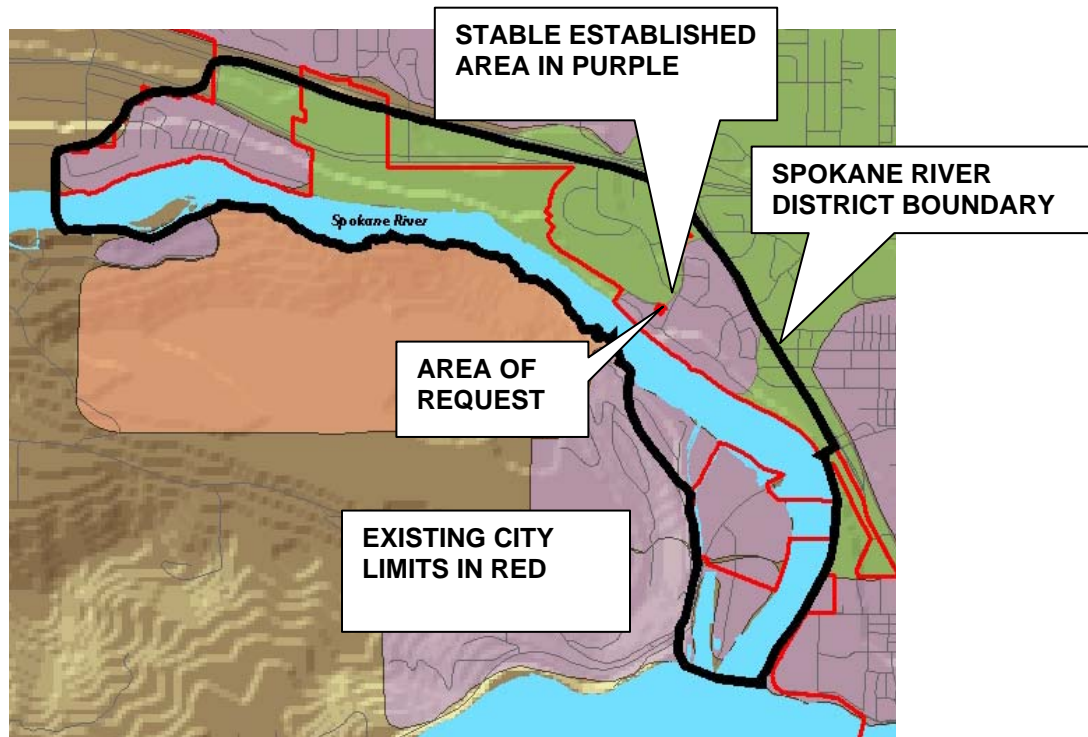 STABLE ESTABLISHED
AREA IN PURPLE
SPOKANE RIVER
DISTRICT BOUNDARY
Spokane River
AREA OF
REQUEST
EXISTING CITY
LIMITS IN RED